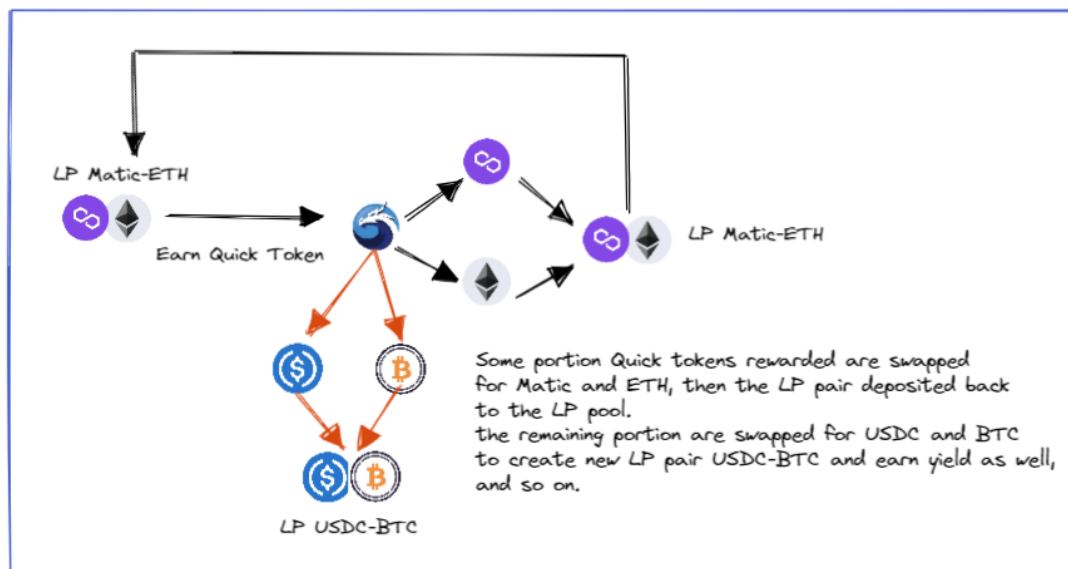 LP Matic-ETH
Earn Quick Token
LP Matic-ETH
Some portion Quick tokens rewarded are swapped
for Matic and ETH, then the LP pair deposited back
to the LP pool.
the remaining portion are swapped for USDC and BTC
to create new LP pair USDC-BTC and earn yield as well,
and so on.
LP USDC-BTC